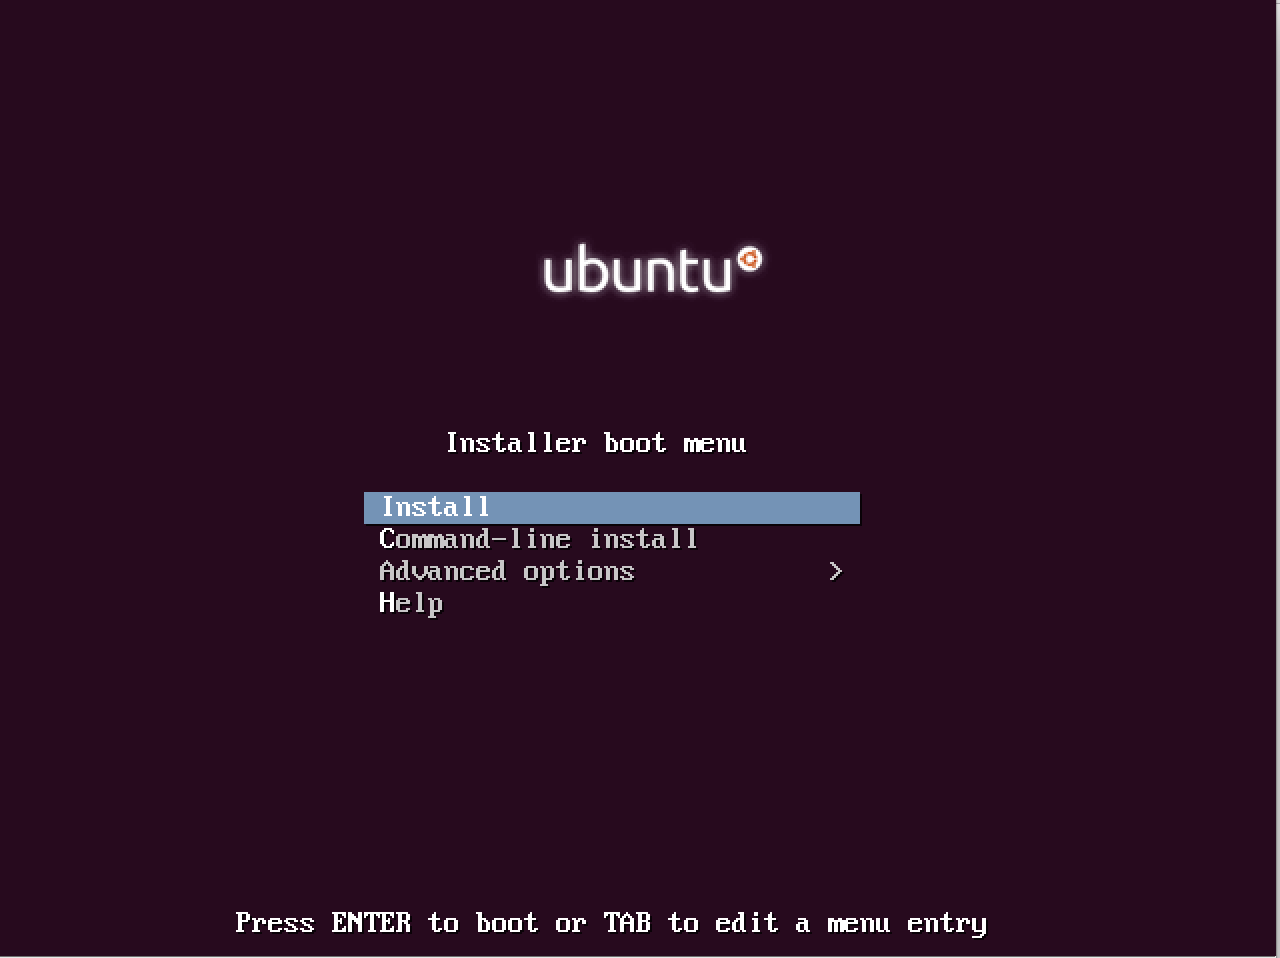 ubuntu
Installer boot menu
Install
Command-line install
Advanced options >
Help
Press ENTER to boot or TAB to edit a menu entry